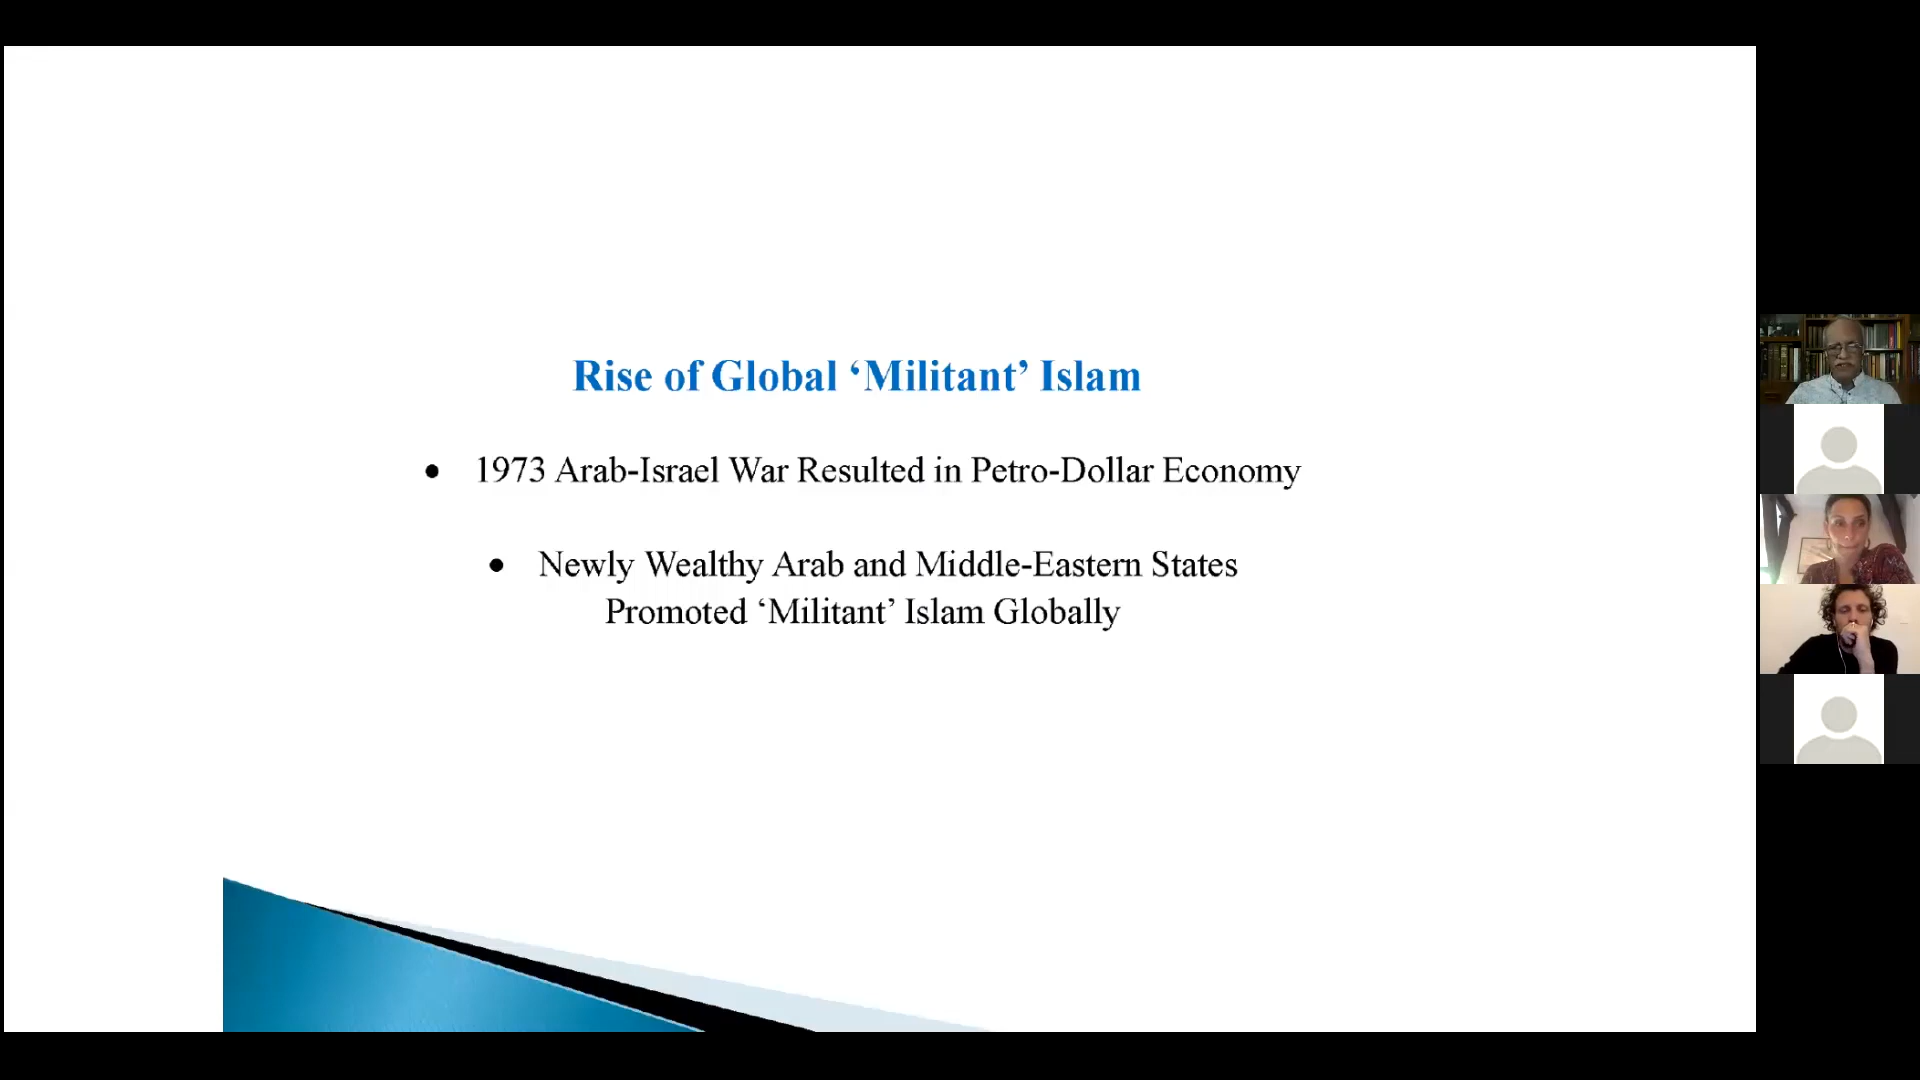 Rise of Global ‘Militant’ Islam
• 1973 Arab-Israel War Resulted in Petro-Dollar Economy
• Newly Wealthy Arab and Middle-Eastern States
Promoted ‘Militant’ Islam Globally